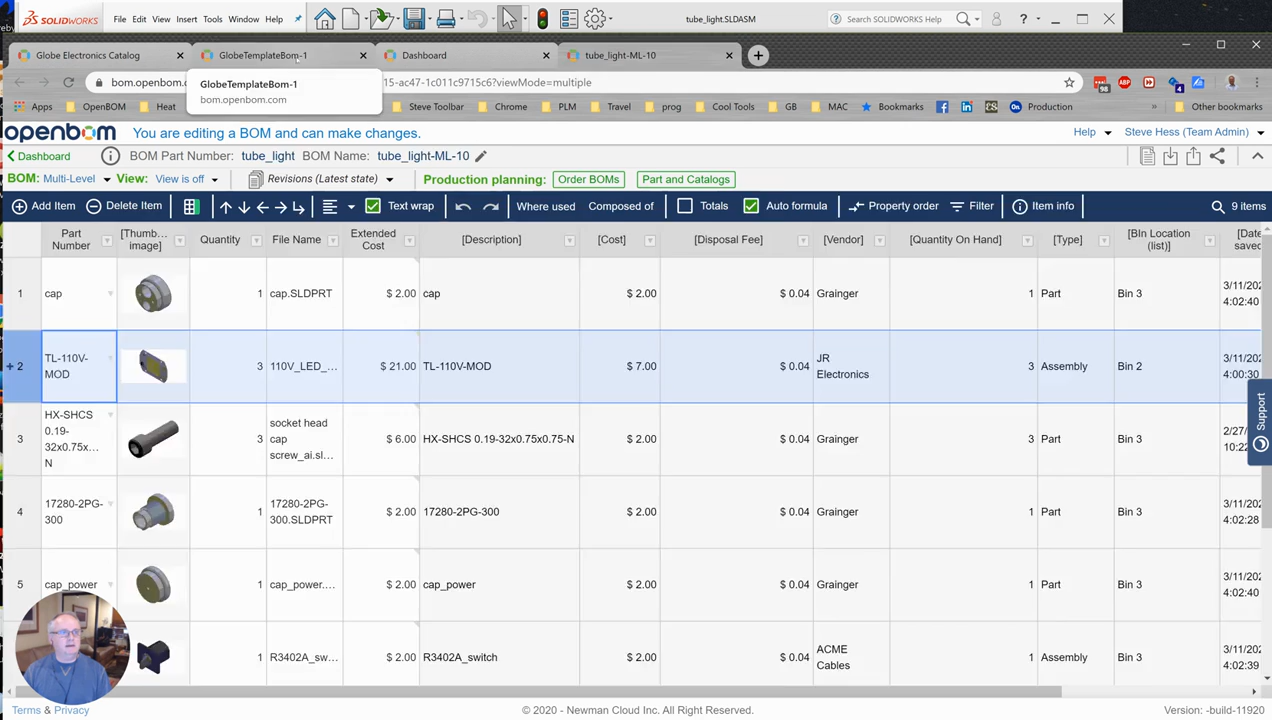 SOLIDWORKS File Edit View Insert Tools Window Help tube_light.SLDASM Search SOLIDWORKS Help
Globe Electronics Catalog GlobeTemplateBom-1 Dashboard tube_light-ML-10
bom.openbom.c 15-ac47-1c011c9715c6?viewMode=multiple
GlobeTemplateBom-1
bom.openbom.com
98 ABP 4
Apps OpenBOM Heat Steve Toolbar Chrome PLM Travel prog Cool Tools GB MAC Bookmarks Production » Other bookmarks
openbom You are editing a BOM and can make changes. Help Steve Hess (Team Admin)
Dashboard BOM Part Number: tube_light BOM Name: tube_light-ML-10
BOM: Multi-Level View: View is off Revisions (Latest state) Production planning: Order BOMs Part and Catalogs
Add Item Delete Item Text wrap Where used Composed of Totals Auto formula Property order Filter Item info 9 items
Part Number [Thumb... image] Quantity File Name Extended Cost [Description] [Cost] [Disposal Fee] [Vendor] [Quantity On Hand] [Type] [BIn Location (list)] [Date saved
1 cap 1 cap.SLDPRT $ 2.00 cap $ 2.00 $ 0.04 Grainger 1 Part Bin 3 3/11/202 4:02:40
+ 2 TL-110V-MOD 3 110V_LED_... $ 21.00 TL-110V-MOD $ 7.00 $ 0.04 JR Electronics 3 Assembly Bin 2 3/11/202 4:00:30
3 HX-SHCS 0.19-32x0.75x...N 3 socket head cap screw_ai.sl... $ 6.00 HX-SHCS 0.19-32x0.75x0.75-N $ 2.00 $ 0.04 Grainger 3 Part Bin 3 2/27/202 10:22
4 17280-2PG-300 1 17280-2PG-300.SLDPRT $ 2.00 17280-2PG-300 $ 2.00 $ 0.04 Grainger 1 Part Bin 3 3/11/202 4:02:28
5 cap_power 1 cap_power.... $ 2.00 cap_power $ 2.00 $ 0.04 Grainger 1 Part Bin 3 3/11/202 4:02:40
1 R3402A_sw... $ 2.00 R3402A_switch $ 2.00 $ 0.04 ACME Cables 1 Assembly Bin 3 3/11/202 4:02:39
Support
Terms & Privacy © 2020 - Newman Cloud Inc. All Right Reserved. Version: -build-11920